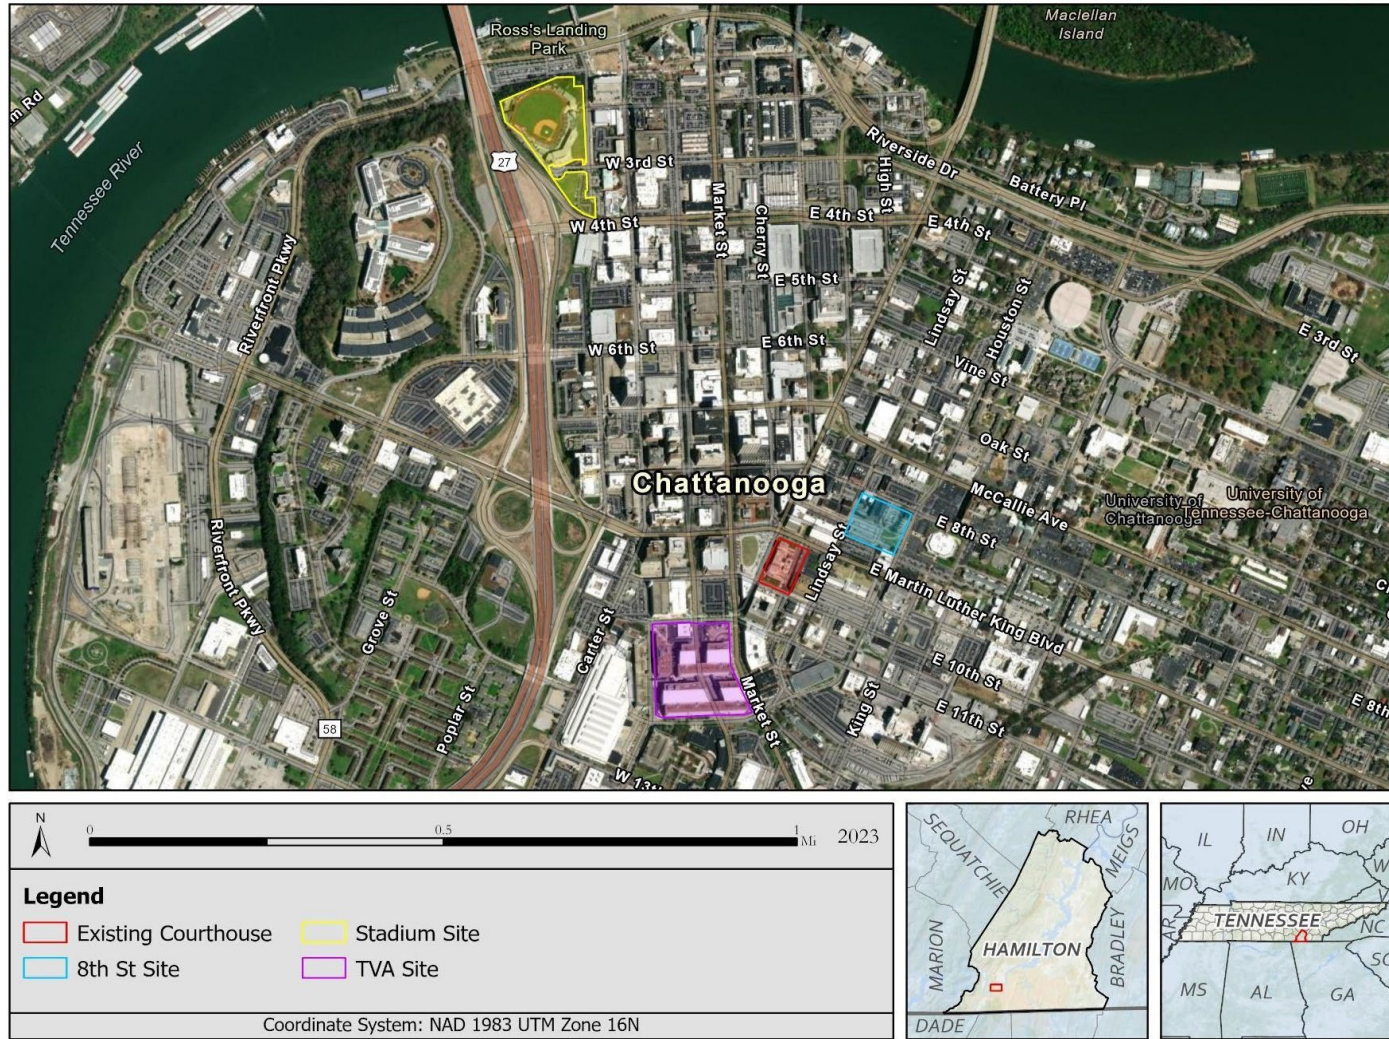 Ross's Landing
Park
Maclellan
Island
m Rd
Tennessee River
27
W 3rd St
Riverside Dr
High St
Battery Pl
Market St
Cherry St
E 4th St
E 4th St
W 4th St
Riverfront Pkwy
E 5th St
Lindsay St
Houston St
E 3rd St
W 6th St
E 6th St
Vine St
Oak St
Chattanooga
McCallie Ave
University of
Chattanooga
University of
Tennessee-Chattanooga
E 8th St
Lindsay St
Riverfront Pkwy
E Martin Luther King Blvd
Grove St
Carter St
E 10th St
E 8th
Poplar St
Market St
King St
E 11th St
58
W 13th
N
0
0.5
1
Mi
2023
Legend
Existing Courthouse
Stadium Site
8th St Site
TVA Site
Coordinate System: NAD 1983 UTM Zone 16N
RHEA
SEQUATCHIE
MEIGS
MARION
HAMILTON
BRADLEY
DADE
IL
IN
OH
MO
KY
W
V
AR
TENNESSEE
NC
SC
MS
AL
GA